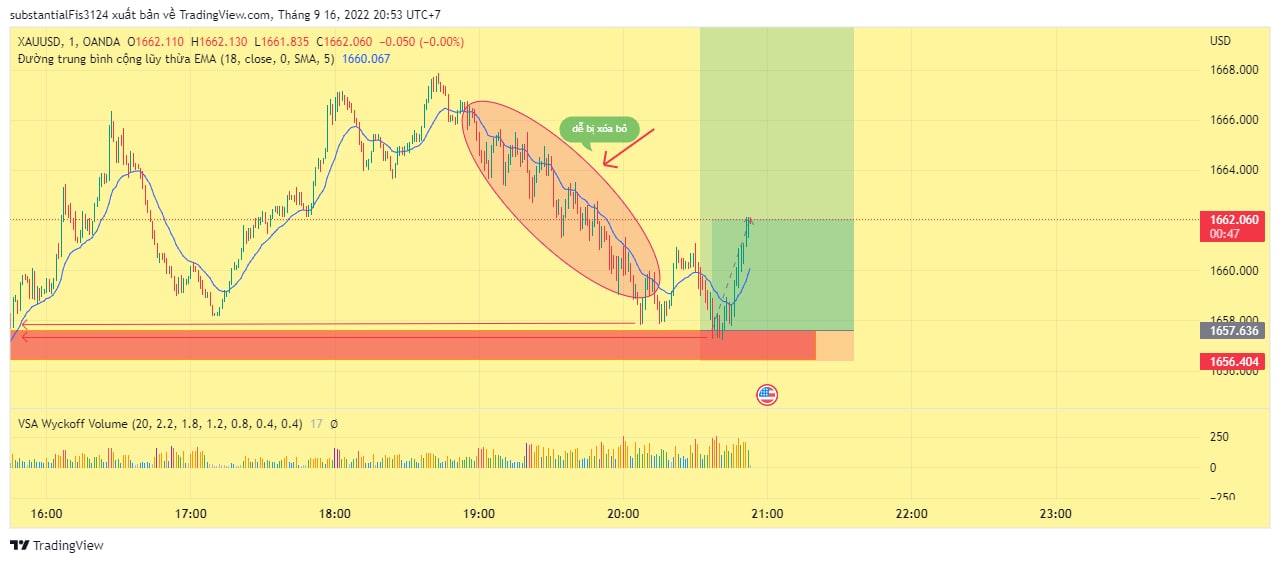 substantialFis3124 xuất bản về TradingView.com, Tháng 9 16, 2022 20:53 UTC+7
XAUUSD, 1, OANDA O1662.110 H1662.130 L1661.835 C1662.060 −0.050 (−0.00%)
Đường trung bình cộng lũy thừa EMA (18, close, 0, SMA, 5) 1660.067
USD
1668.000
1666.000
dễ bị xóa bỏ
1664.000
1662.060
00:47
1660.000
1658.000
1657.636
1656.404
1656.000
VSA Wyckoff Volume (20, 2.2, 1.8, 1.2, 0.8, 0.4, 0.4) 17 Ø
250
0
−250
16:00 17:00 18:00 19:00 20:00 21:00 22:00 23:00
TradingView